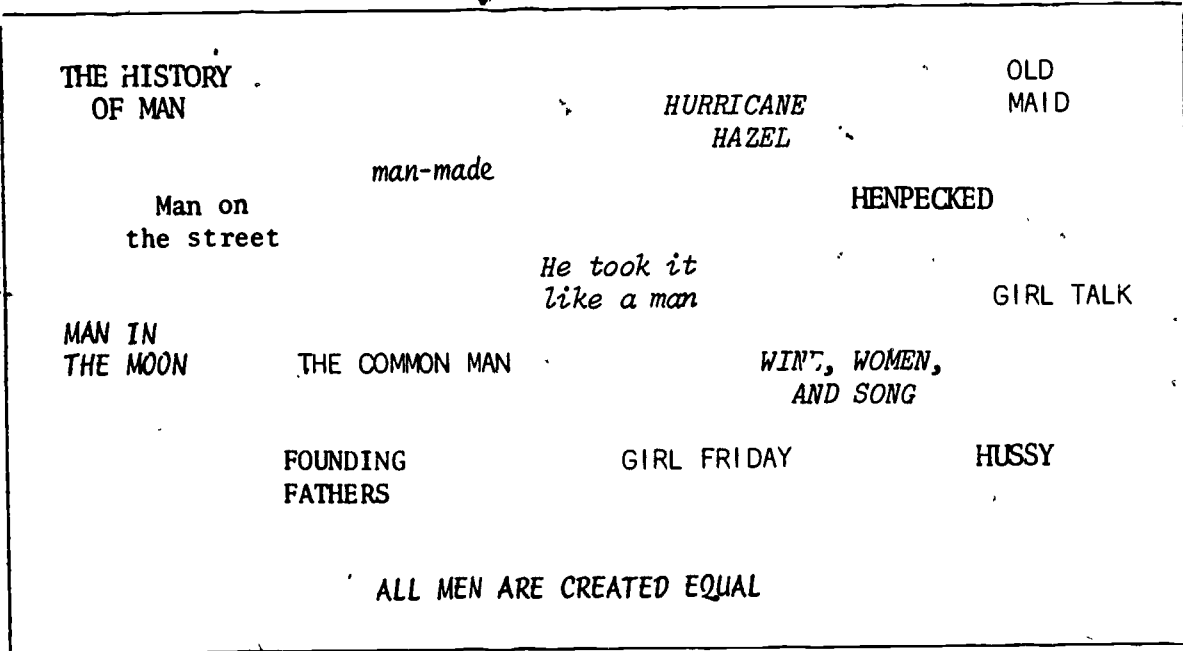 THE HISTORY
OF MAN
HURRICANE
HAZEL
OLD
MAID
man-made
Man on
the street
HENPECKED
He took it
like a man
GIRL TALK
MAN IN
THE MOON
THE COMMON MAN
WINE, WOMEN,
AND SONG
FOUNDING
FATHERS
GIRL FRIDAY
HUSSY
ALL MEN ARE CREATED EQUAL